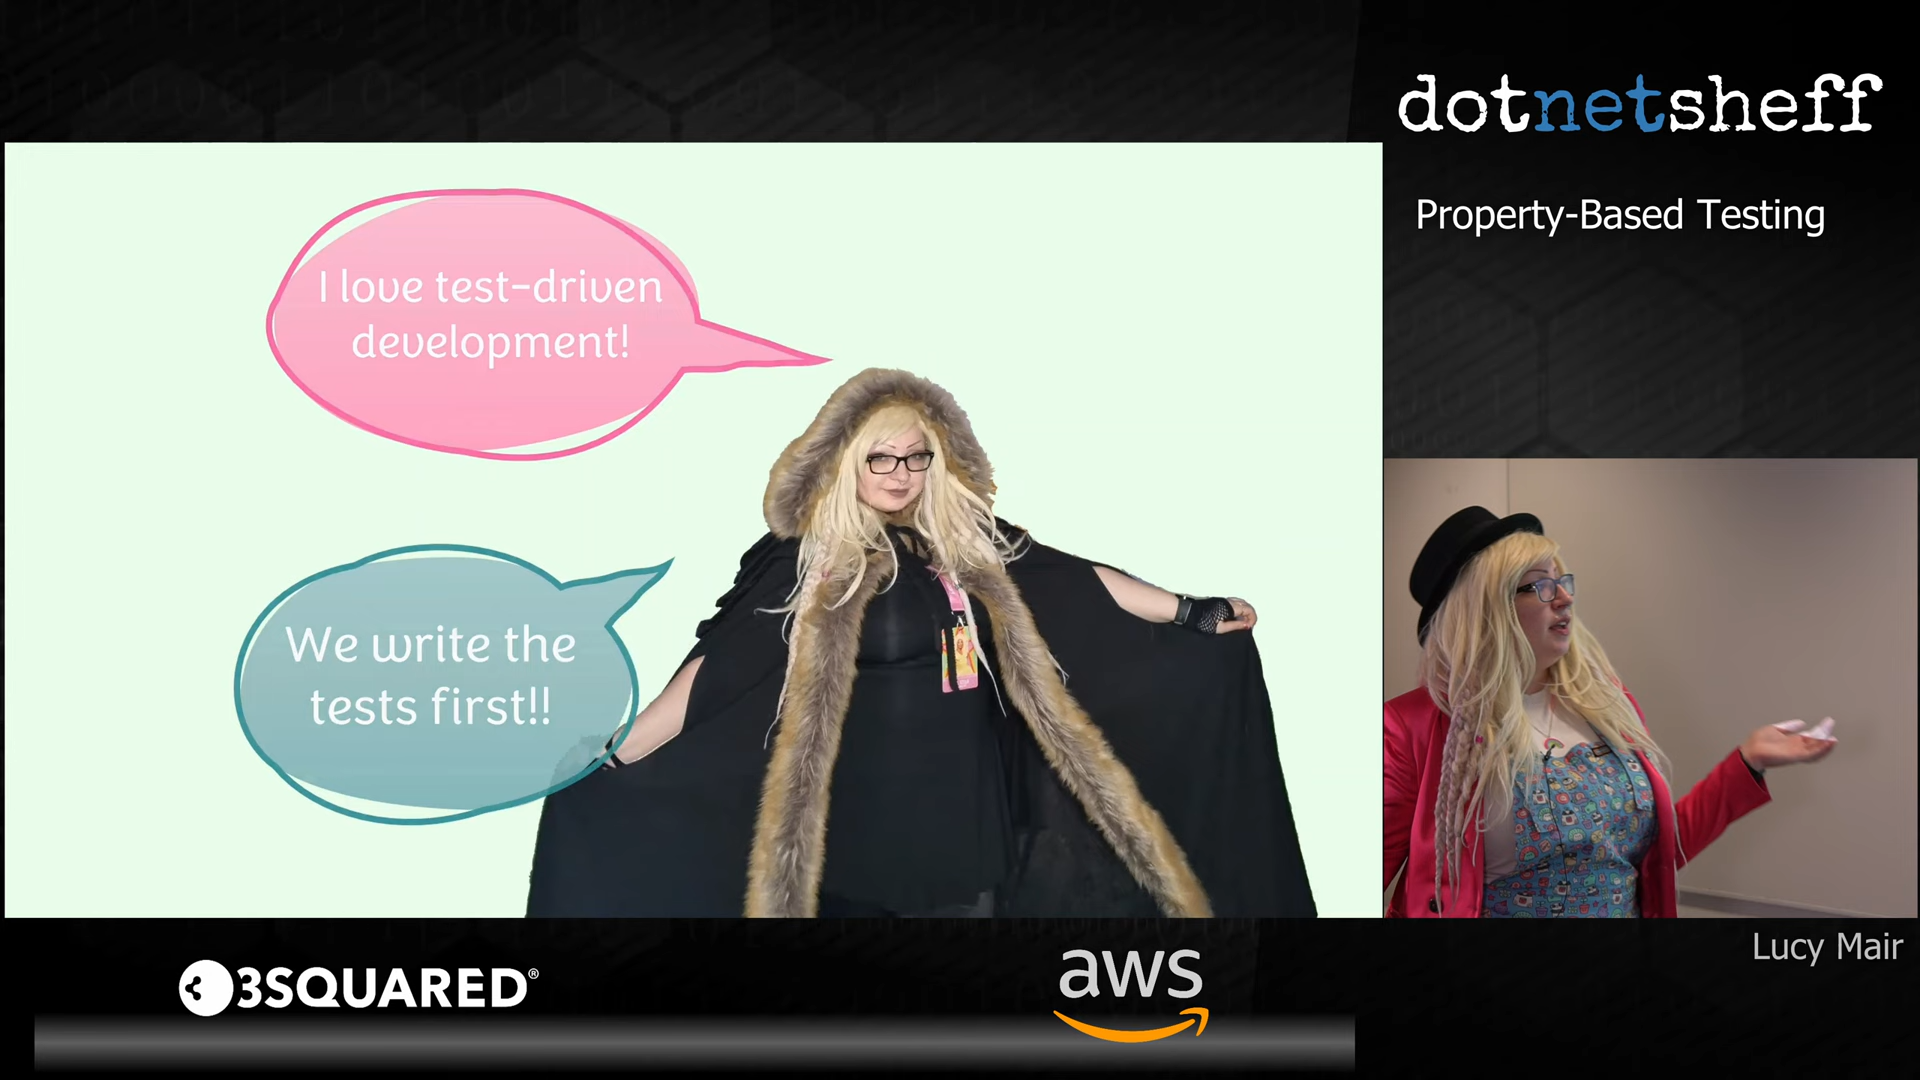 dotnetsheff
Property-Based Testing
I love test-driven
development!
We write the
tests first!!
Lucy Mair
3SQUARED®
aws